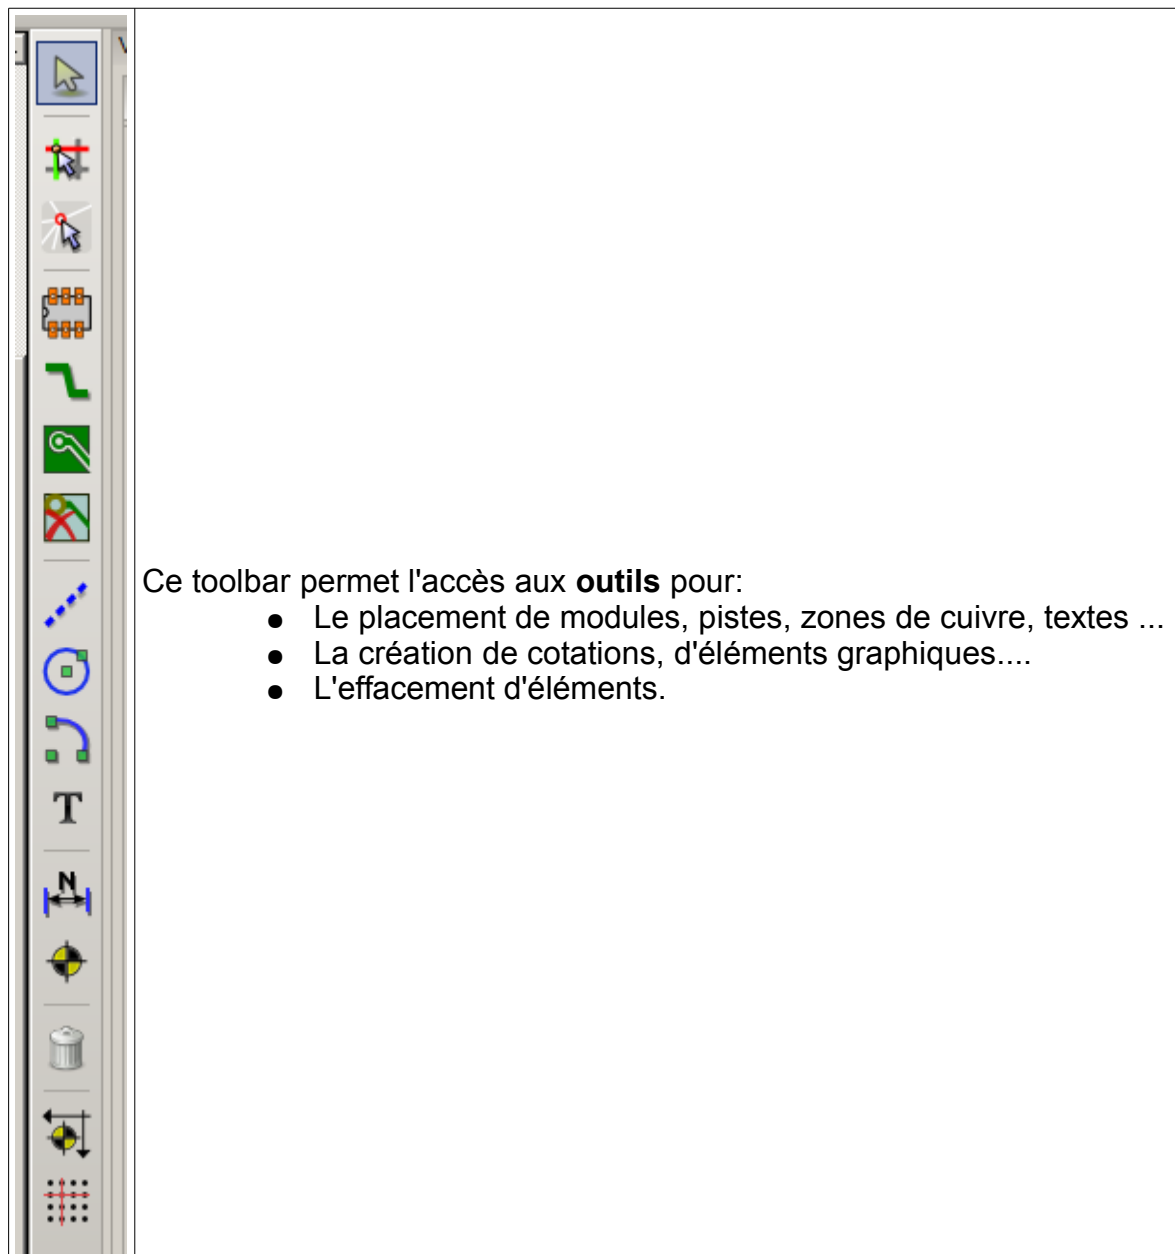 Ce toolbar permet l'accès aux outils pour:
● Le placement de modules, pistes, zones de cuivre, textes ...
● La création de cotations, d'éléments graphiques....
● L'effacement d'éléments.
T
N